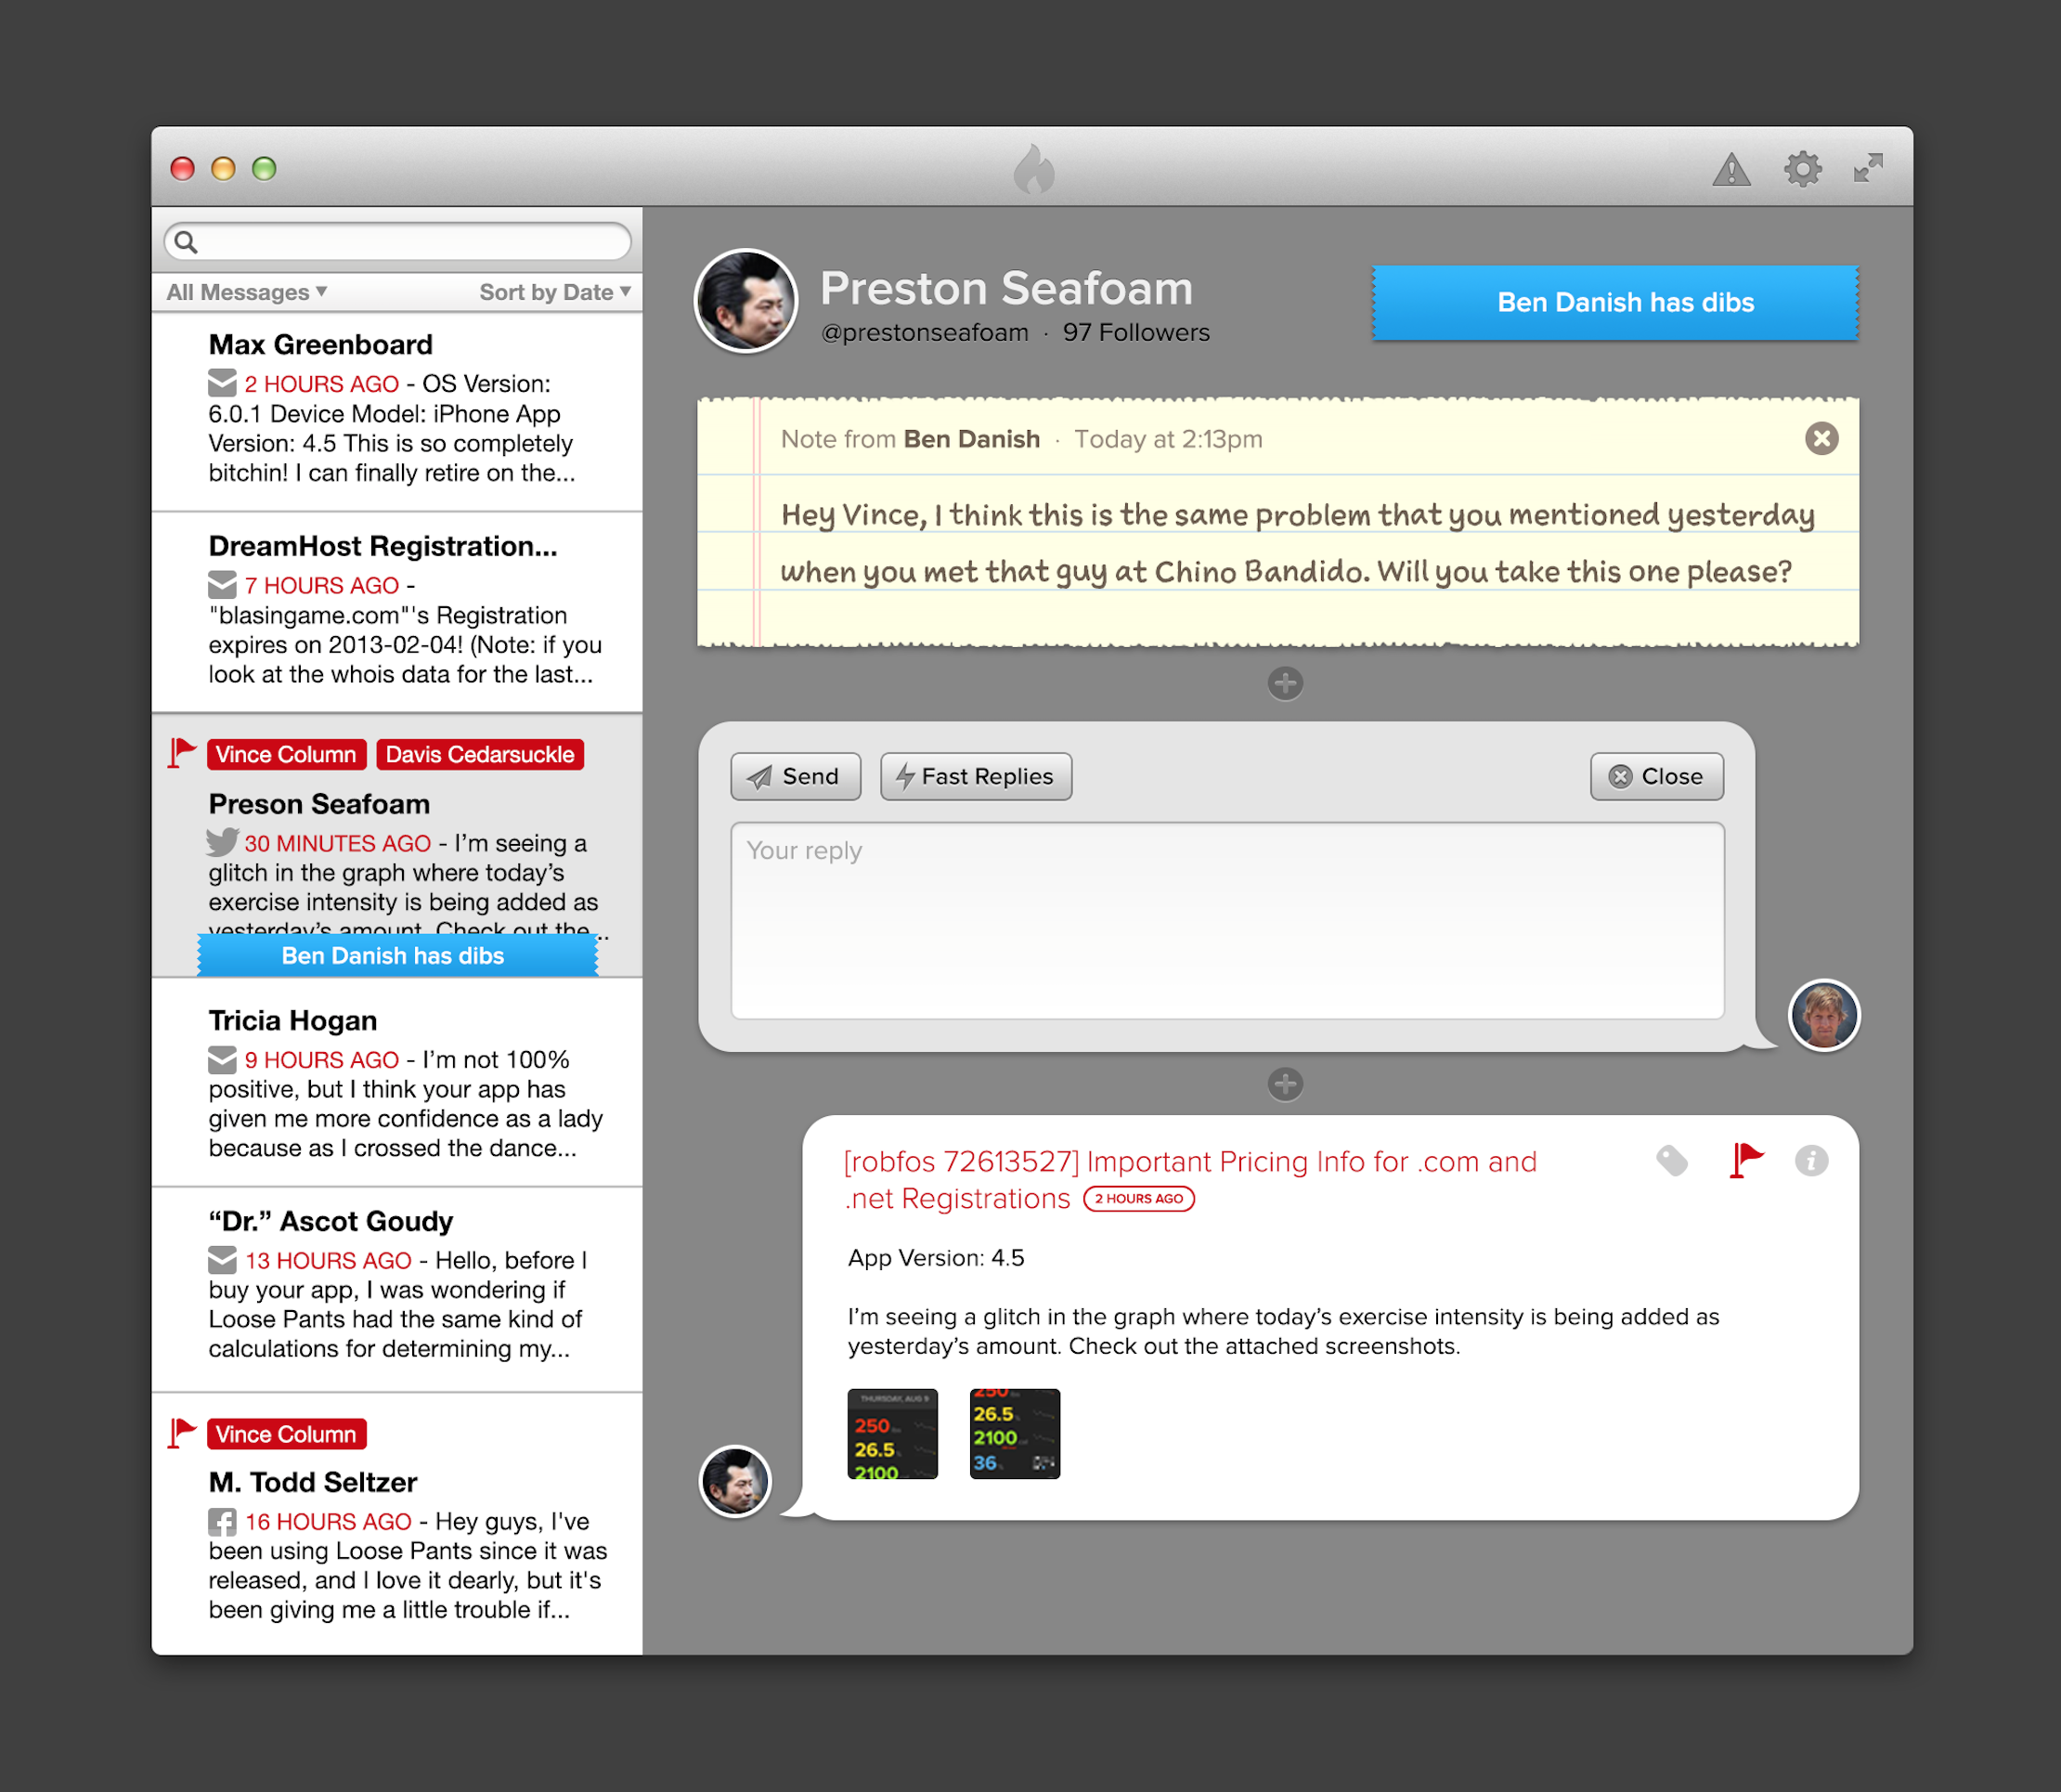 All Messages ▼ Sort by Date ▼
Max Greenboard
2 HOURS AGO - OS Version:
6.0.1 Device Model: iPhone App
Version: 4.5 This is so completely
bitchin! I can finally retire on the...
DreamHost Registration...
7 HOURS AGO -
"blasingame.com"'s Registration
expires on 2013-02-04! (Note: if you
look at the whois data for the last...
Vince Column Davis Cedarsuckle
Preson Seafoam
30 MINUTES AGO - I’m seeing a
glitch in the graph where today’s
exercise intensity is being added as
yesterday’s amount. Check out the...
Ben Danish has dibs
Tricia Hogan
9 HOURS AGO - I’m not 100%
positive, but I think your app has
given me more confidence as a lady
because as I crossed the dance...
“Dr.” Ascot Goudy
13 HOURS AGO - Hello, before I
buy your app, I was wondering if
Loose Pants had the same kind of
calculations for determining my...
Vince Column
M. Todd Seltzer
16 HOURS AGO - Hey guys, I've
been using Loose Pants since it was
released, and I love it dearly, but it's
been giving me a little trouble if...
Preston Seafoam
@prestonseafoam · 97 Followers
Ben Danish has dibs
Note from Ben Danish · Today at 2:13pm
Hey Vince, I think this is the same problem that you mentioned yesterday
when you met that guy at Chino Bandido. Will you take this one please?
Send Fast Replies Close
Your reply
[robfos 72613527] Important Pricing Info for .com and
.net Registrations 2 HOURS AGO
App Version: 4.5
I’m seeing a glitch in the graph where today’s exercise intensity is being added as
yesterday’s amount. Check out the attached screenshots.
THURSDAY, AUG 9
250
26.5
2100
250
26.5
2100
36